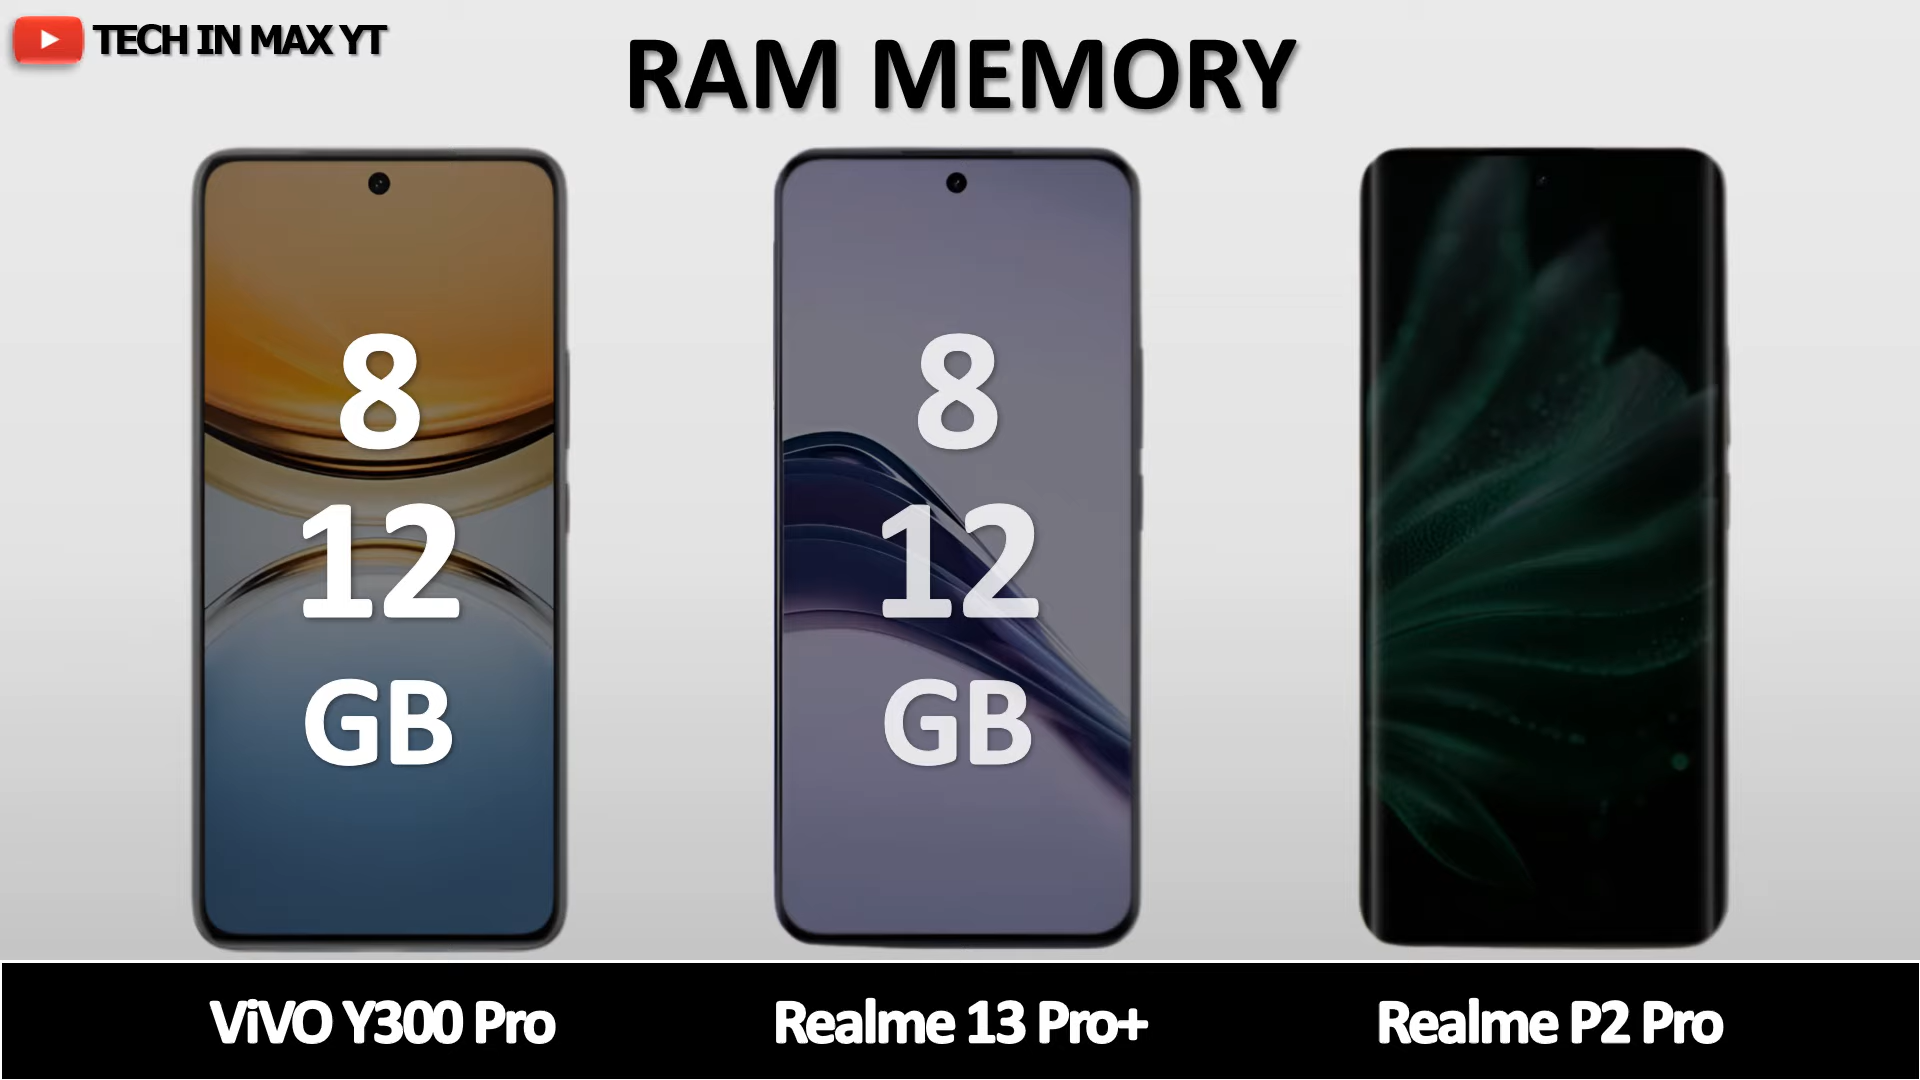 TECH IN MAX YT
RAM MEMORY
8
12
GB
8
12
GB
ViVO Y300 Pro
Realme 13 Pro+
Realme P2 Pro